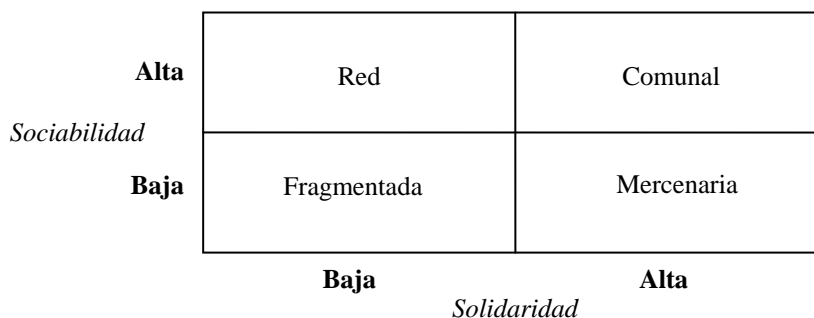 Alta
Red
Comunal
Sociabilidad
Baja
Fragmentada
Mercenaria
Baja
Alta
Solidaridad